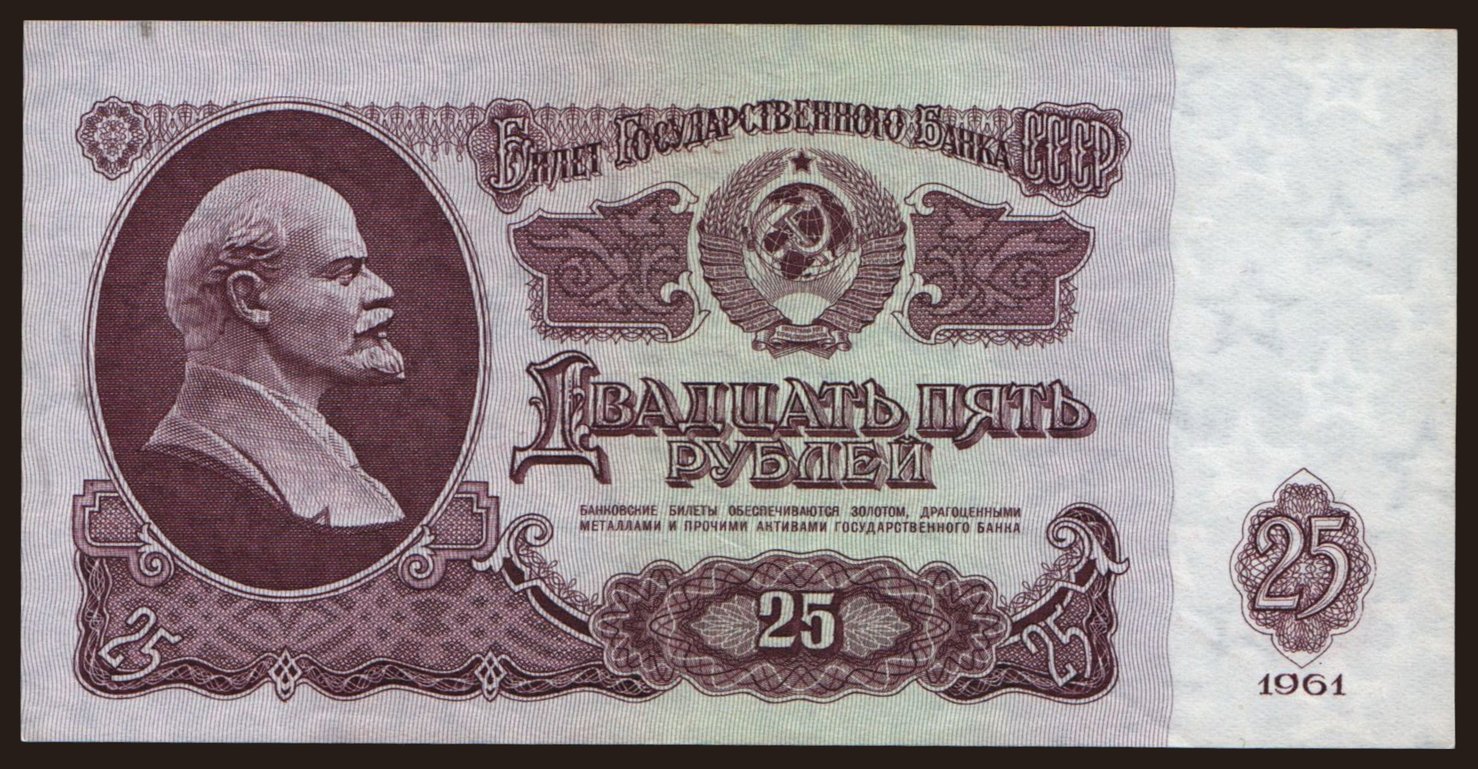 Билет Государственного Банка СССР
Двадцать пять
рублей
БАНКОВСКИЕ БИЛЕТЫ ОБЕСПЕЧИВАЮТСЯ ЗОЛОТОМ, ДРАГОЦЕННЫМИ
МЕТАЛЛАМИ И ПРОЧИМИ АКТИВАМИ ГОСУДАРСТВЕННОГО БАНКА
25
25
25
25
1961